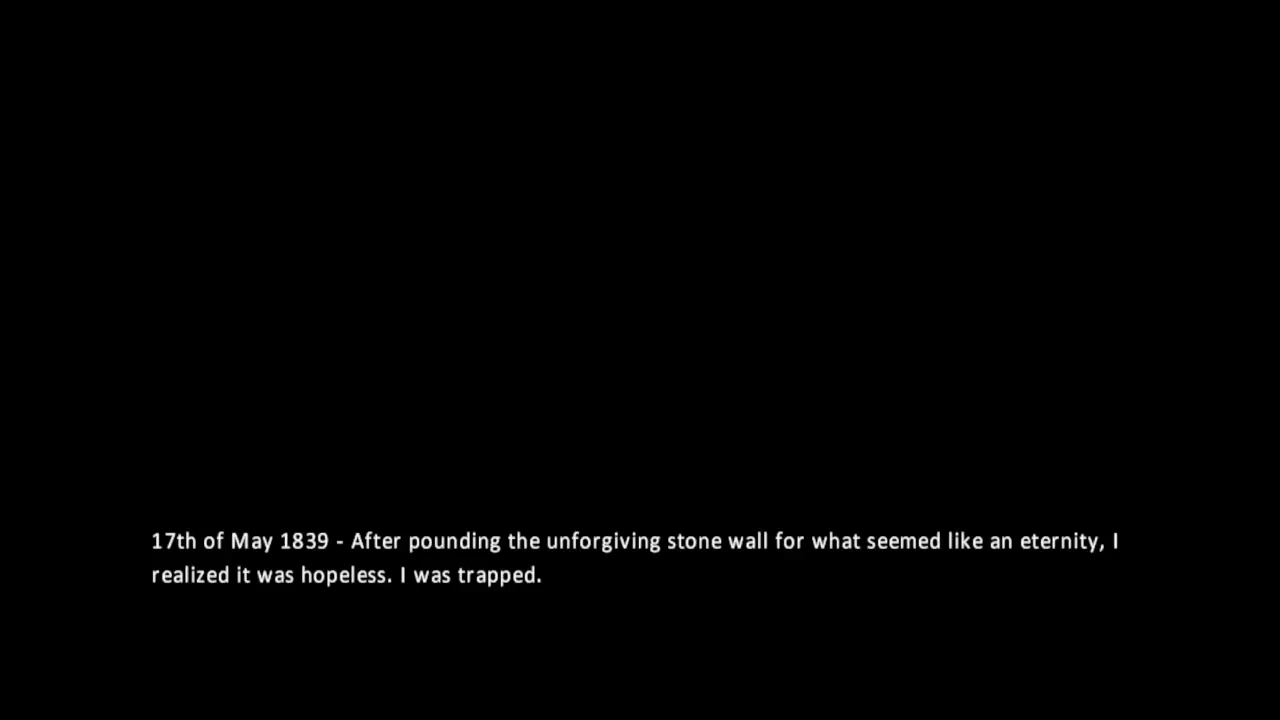 17th of May 1839 - After pounding the unforgiving stone wall for what seemed like an eternity, I
realized it was hopeless. I was trapped.